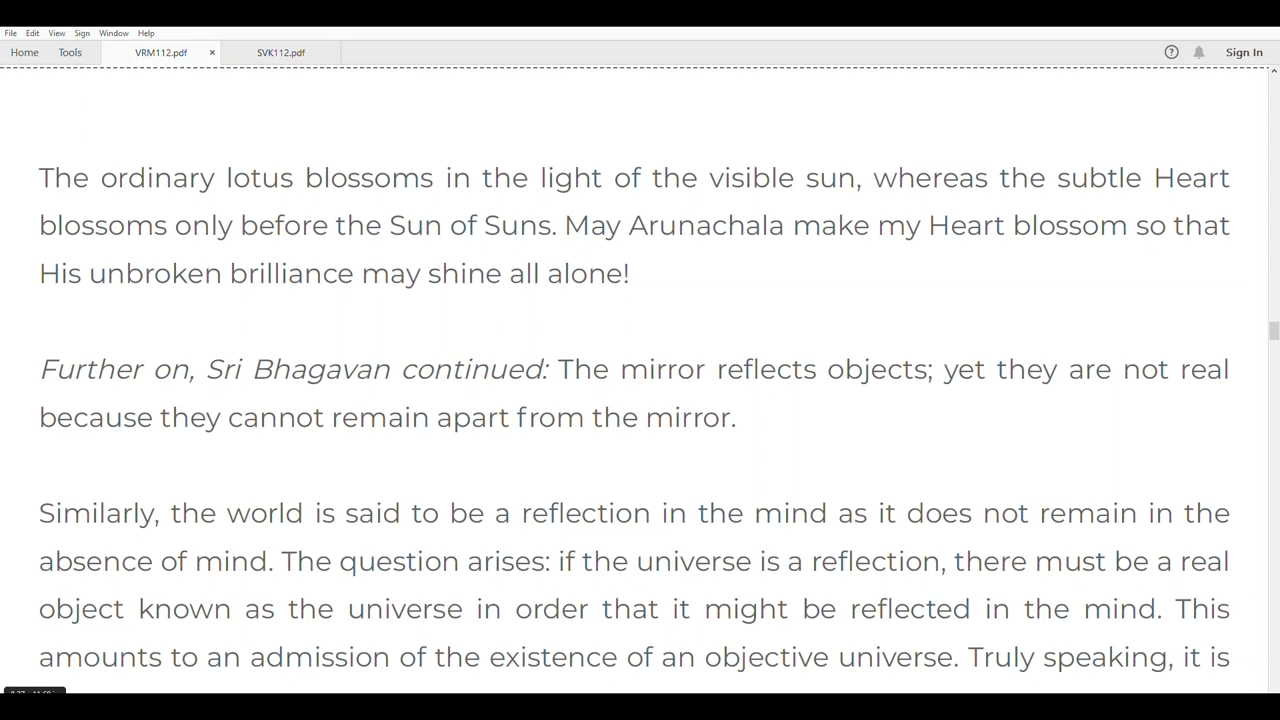 File Edit View Sign Window Help
Home Tools VRM112.pdf × SVK112.pdf ? Sign In
The ordinary lotus blossoms in the light of the visible sun, whereas the subtle Heart
blossoms only before the Sun of Suns. May Arunachala make my Heart blossom so that
His unbroken brilliance may shine all alone!
Further on, Sri Bhagavan continued: The mirror reflects objects; yet they are not real
because they cannot remain apart from the mirror.
Similarly, the world is said to be a reflection in the mind as it does not remain in the
absence of mind. The question arises: if the universe is a reflection, there must be a real
object known as the universe in order that it might be reflected in the mind. This
amounts to an admission of the existence of an objective universe. Truly speaking, it is